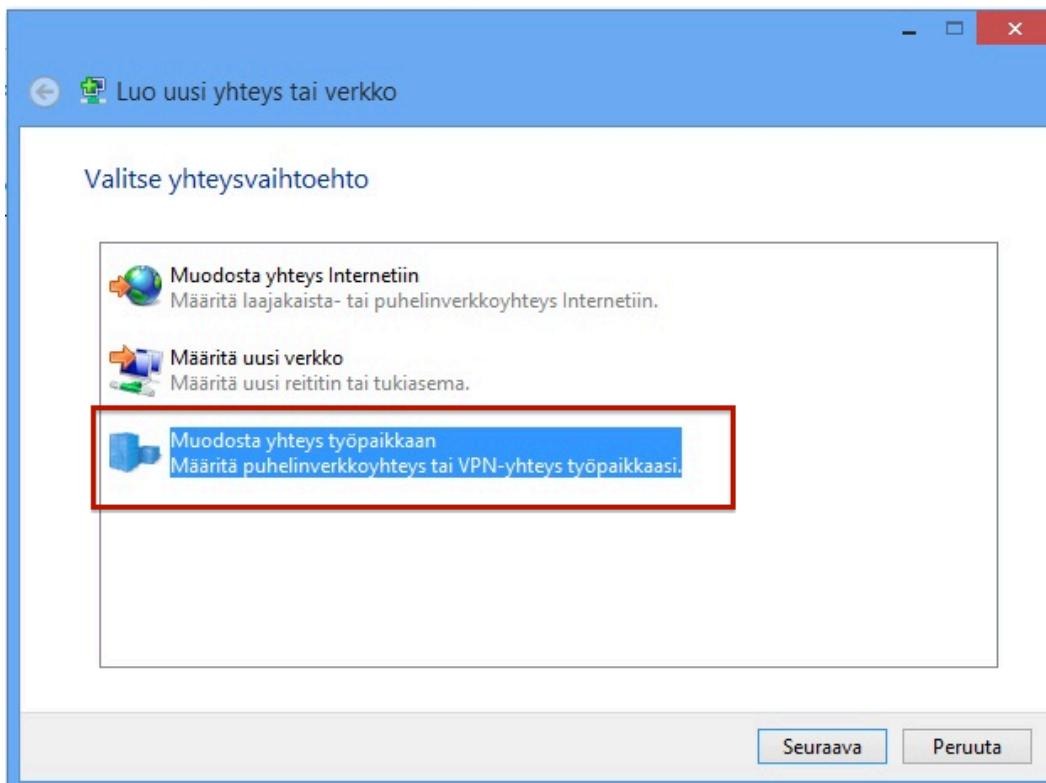 Luo uusi yhteys tai verkko
Valitse yhteysvaihtoehto
Muodosta yhteys Internetiin
Määritä laajakaista- tai puhelinverkkoyhteys Internetiin.
Määritä uusi verkko
Määritä uusi reititin tai tukiasema.
Muodosta yhteys työpaikkaan
Määritä puhelinverkkoyhteys tai VPN-yhteys työpaikkaasi.
Seuraava
Peruuta